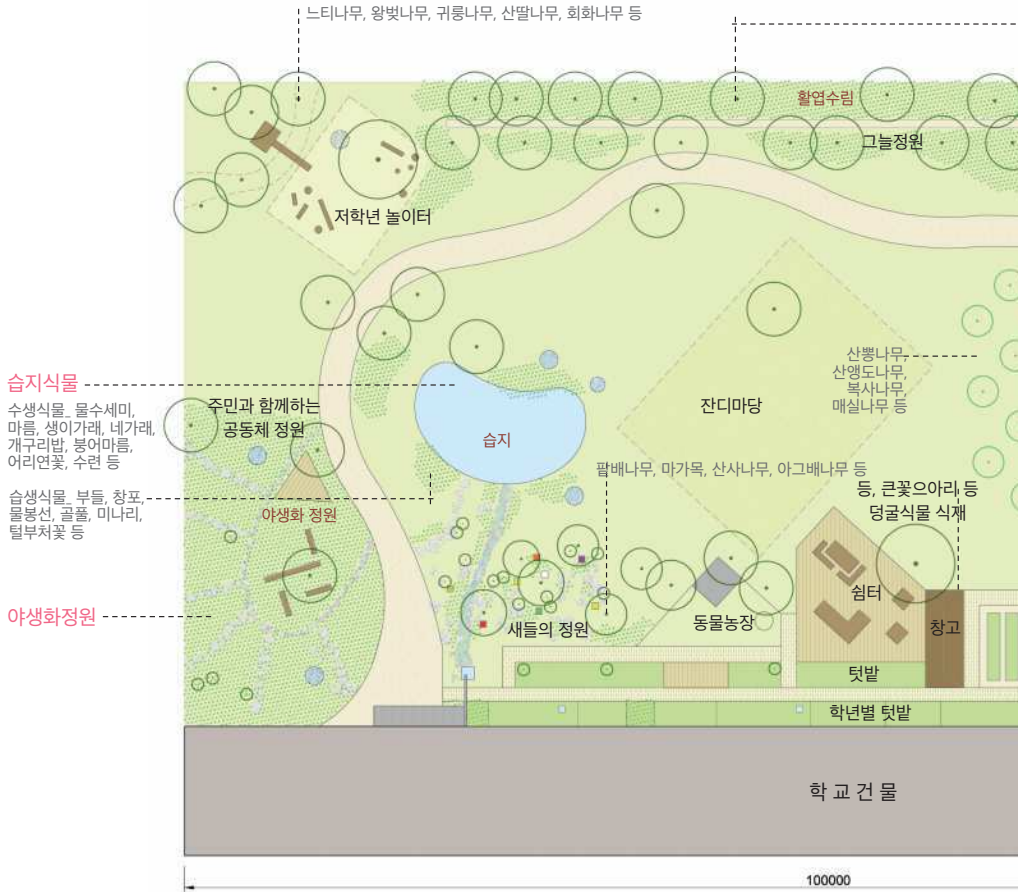 느티나무, 왕벚나무, 귀룽나무, 산딸나무, 회화나무 등
활엽수림
그늘정원
저학년 놀이터
습지식물
수생식물_ 물수세미,
마름, 생이가래, 네가래,
개구리밥, 붕어마름,
어리연꽃, 수련 등
습생식물_ 부들, 창포,
물봉선, 골풀, 미나리,
털부처꽃 등
야생화정원
주민과 함께하는
공동체 정원
야생화 정원
습지
잔디마당
산뽕나무,
산앵도나무,
복사나무,
매실나무 등
팥배나무, 마가목, 산사나무, 아그배나무 등
등, 큰꽃으아리 등
덩굴식물 식재
새들의 정원
동물농장
쉼터
창고
텃밭
학년별 텃밭
학교건물
100000